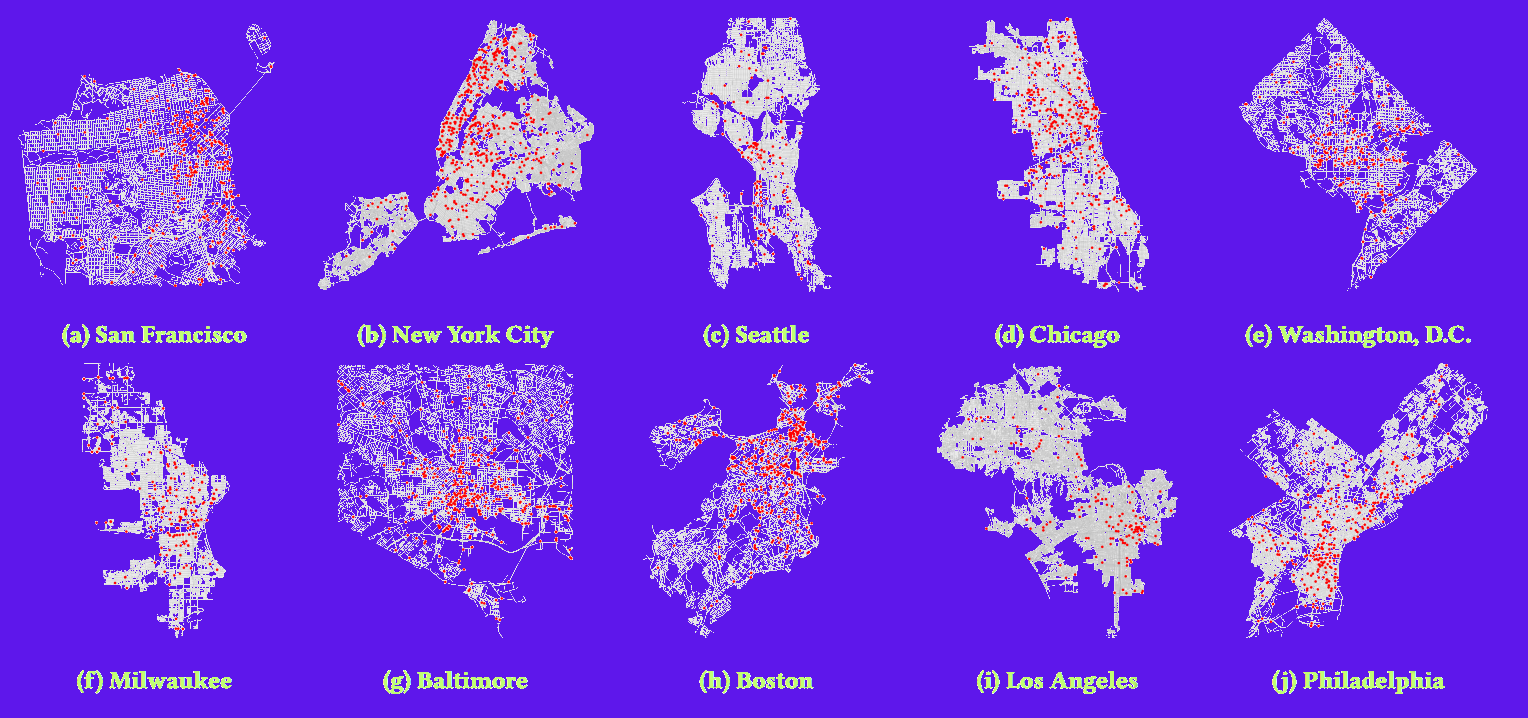 (a) San Francisco
(b) New York City
(c) Seattle
(d) Chicago
(e) Washington, D.C.
(f) Milwaukee
(g) Baltimore
(h) Boston
(i) Los Angeles
(j) Philadelphia